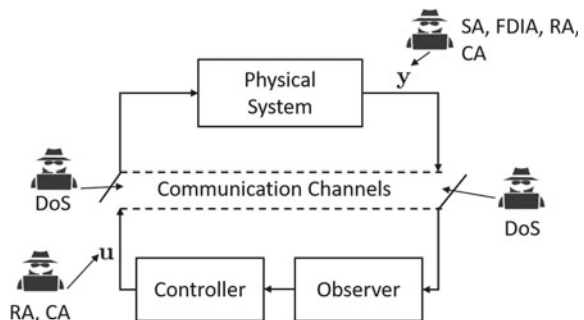 SA, FDIA, RA,
CA
Physical
System
y
DoS
Communication Channels
DoS
u
Controller
Observer
RA, CA